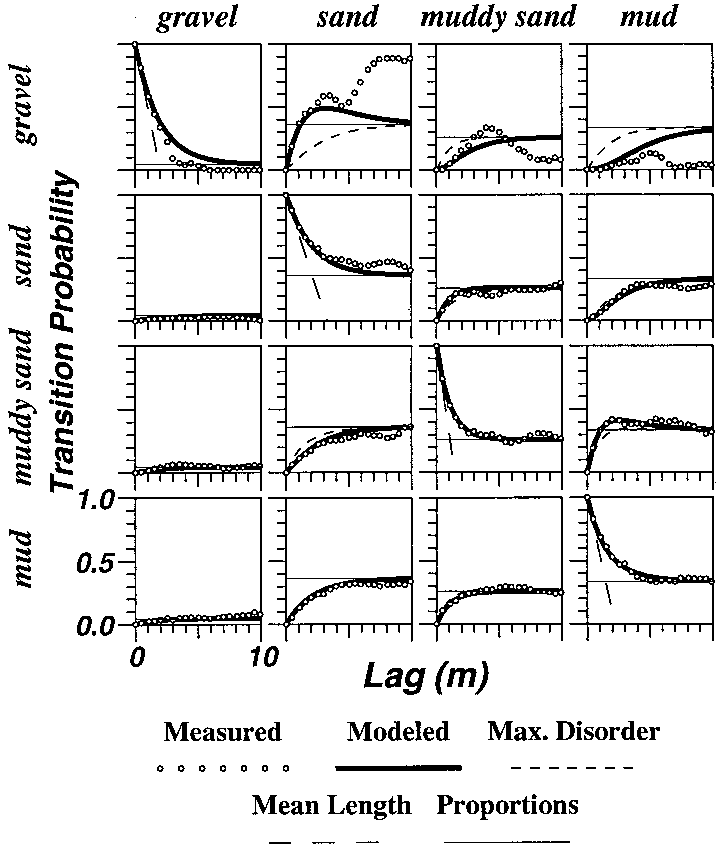 gravel sand muddy sand mud
gravel
sand
muddy sand
mud
Transition Probability
1.0
0.5
0.0
0 10
Lag (m)
Measured Modeled Max. Disorder
Mean Length Proportions